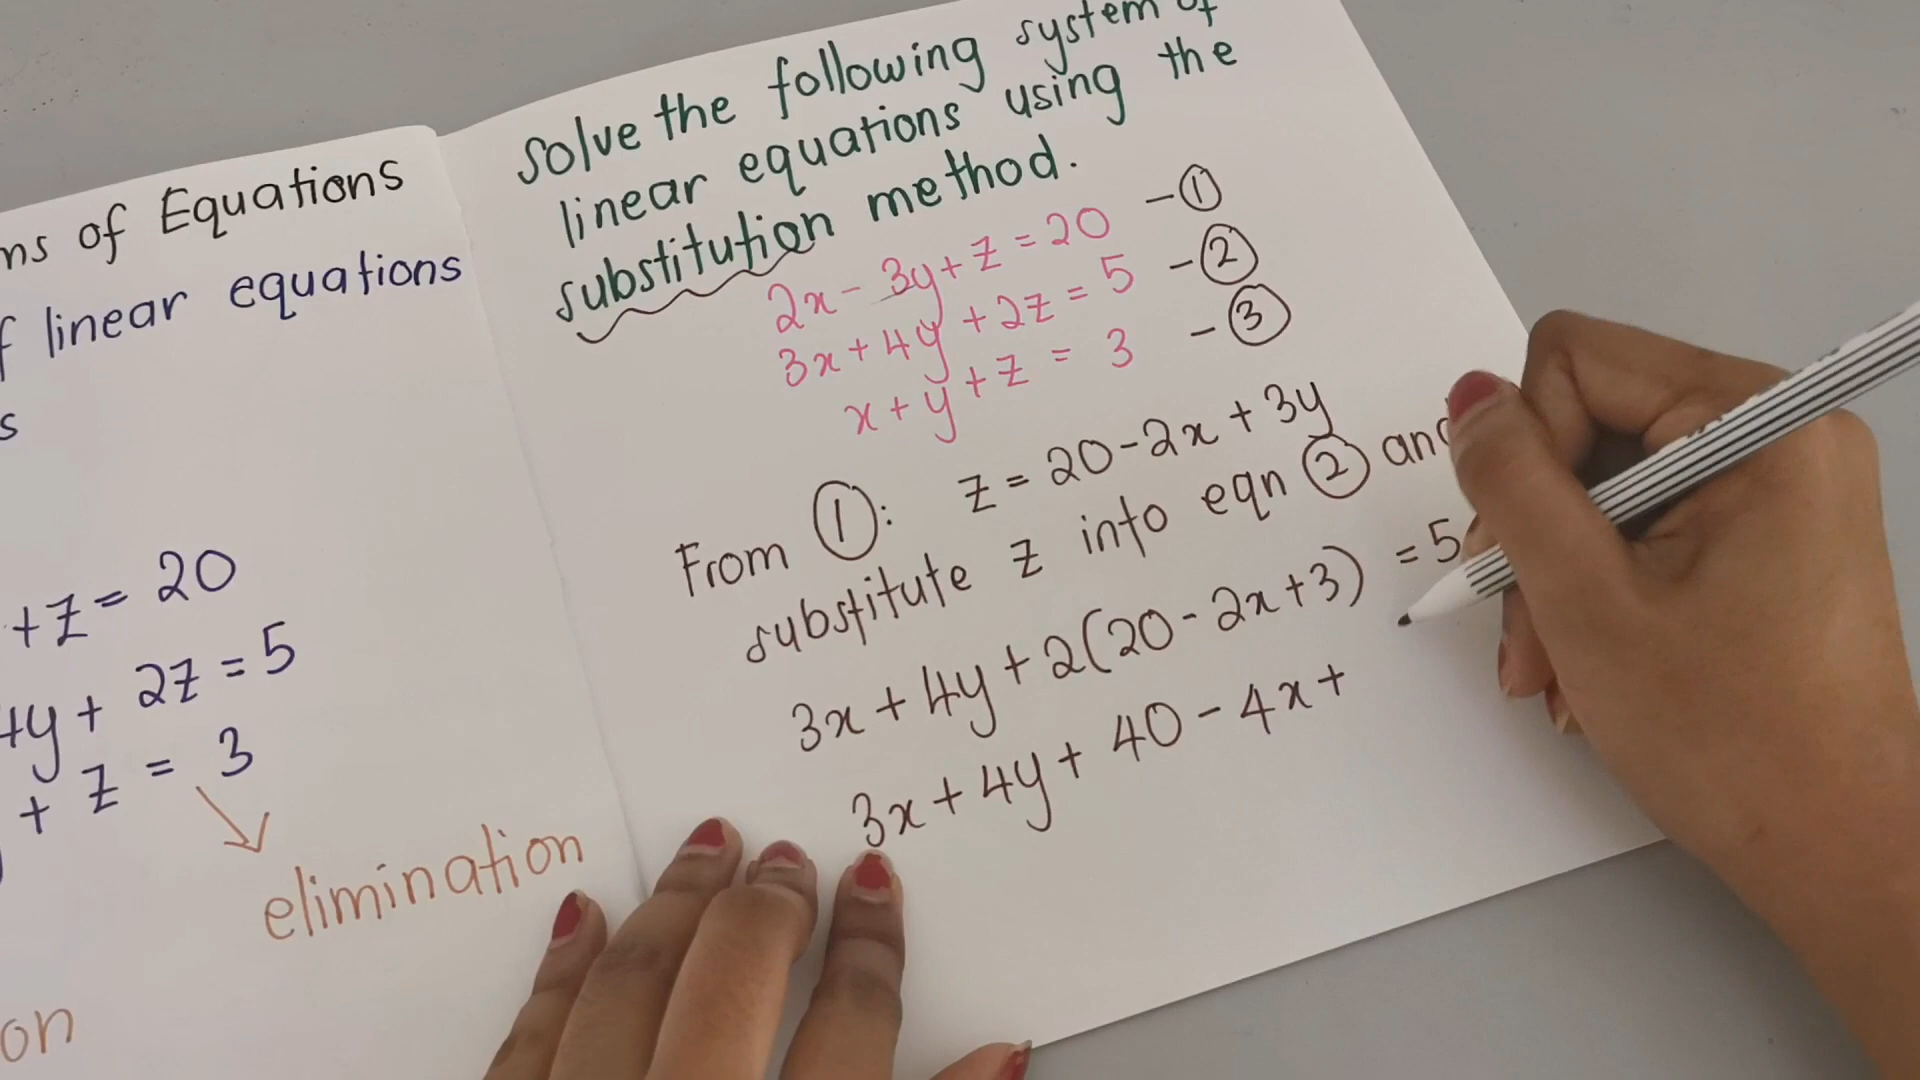 ns of Equations
f linear equations
s
+ z = 20
4y + 2z = 5
+ z = 3
elimination
on
Solve the following system of
linear equations using the
substitution method.
2x - 3y + z = 20 - ①
3x + 4y + 2z = 5 - ②
x + y + z = 3 - ③
From ①: z = 20 - 2x + 3y
substitute z into eqn ② and
3x + 4y + 2(20 - 2x + 3) = 5
3x + 4y + 40 - 4x +